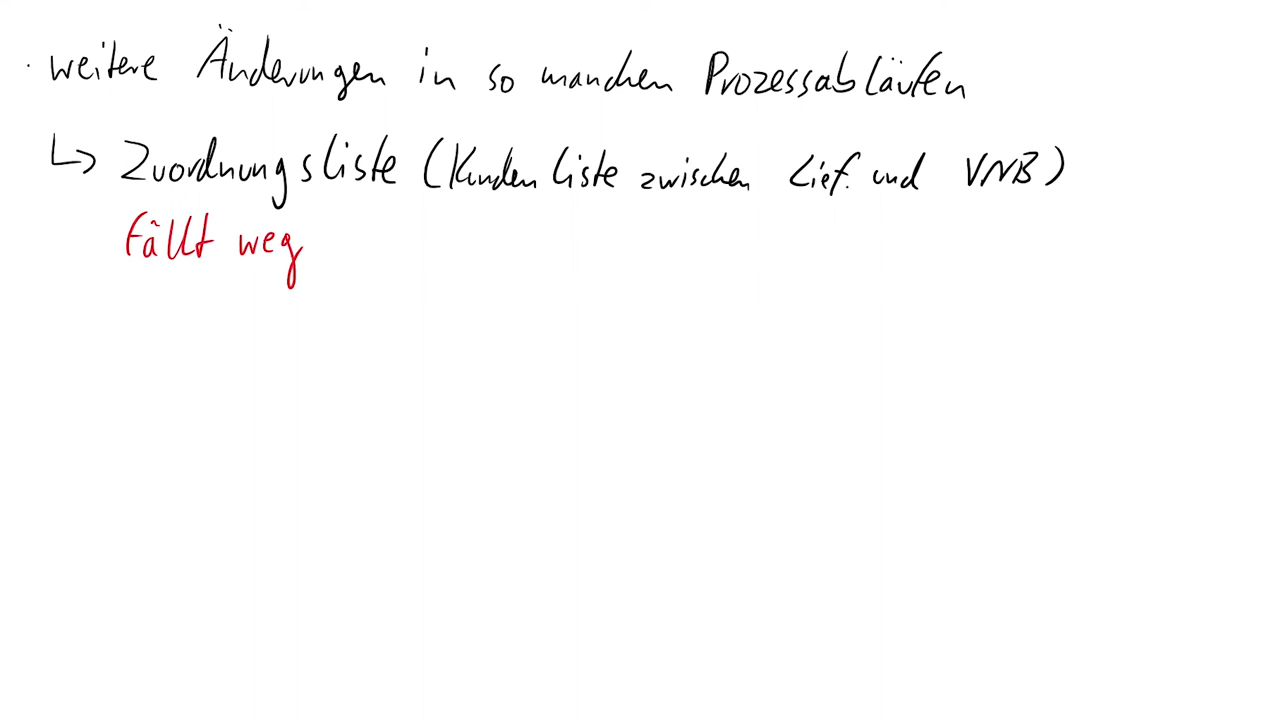 · weitere Änderungen in so manchen Prozessabläufen
↳ Zuordnungsliste (Kundenliste zwischen Lief. und VNB)
fällt weg